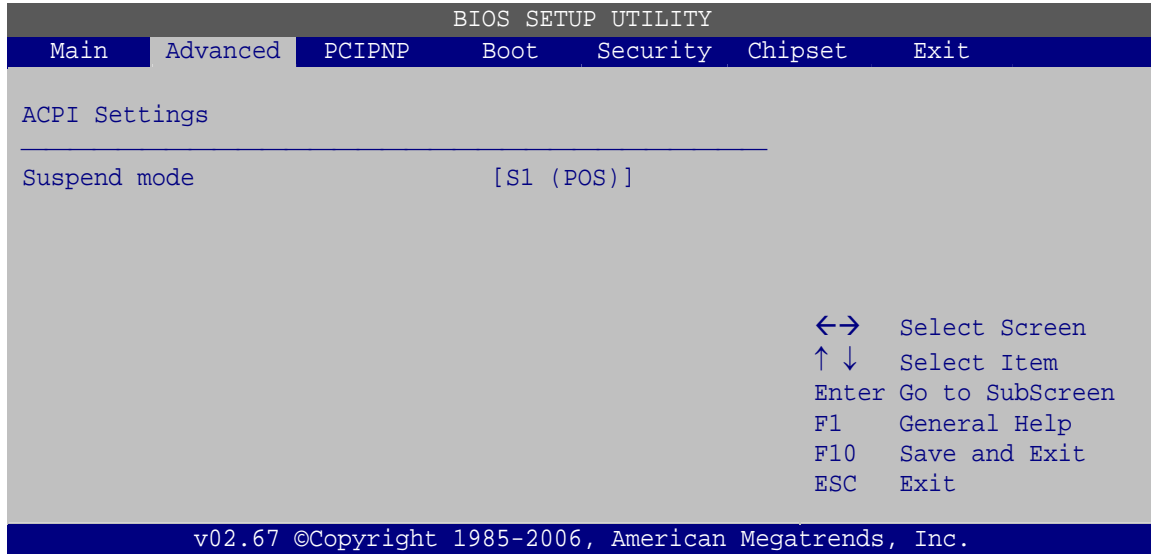 BIOS SETUP UTILITY
Main Advanced PCIPNP Boot Security Chipset Exit
ACPI Settings
Suspend mode [S1 (POS)]
←→ Select Screen
↑ ↓ Select Item
Enter Go to SubScreen
F1 General Help
F10 Save and Exit
ESC Exit
v02.67 ©Copyright 1985-2006, American Megatrends, Inc.